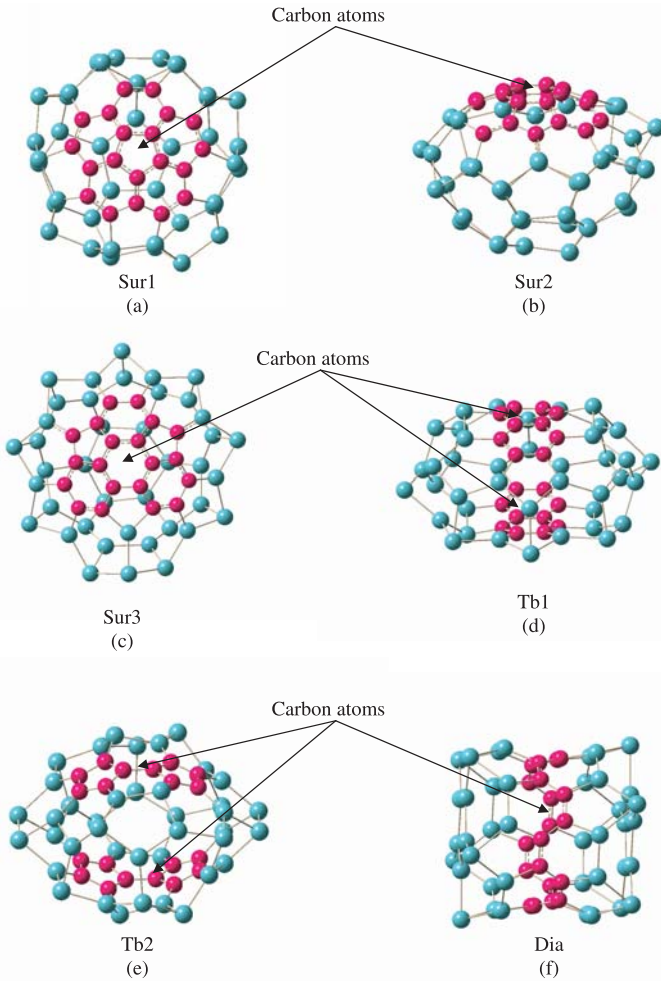 Carbon atoms
Sur1
(a)
Sur2
(b)
Carbon atoms
Sur3
(c)
Tb1
(d)
Carbon atoms
Tb2
(e)
Dia
(f)